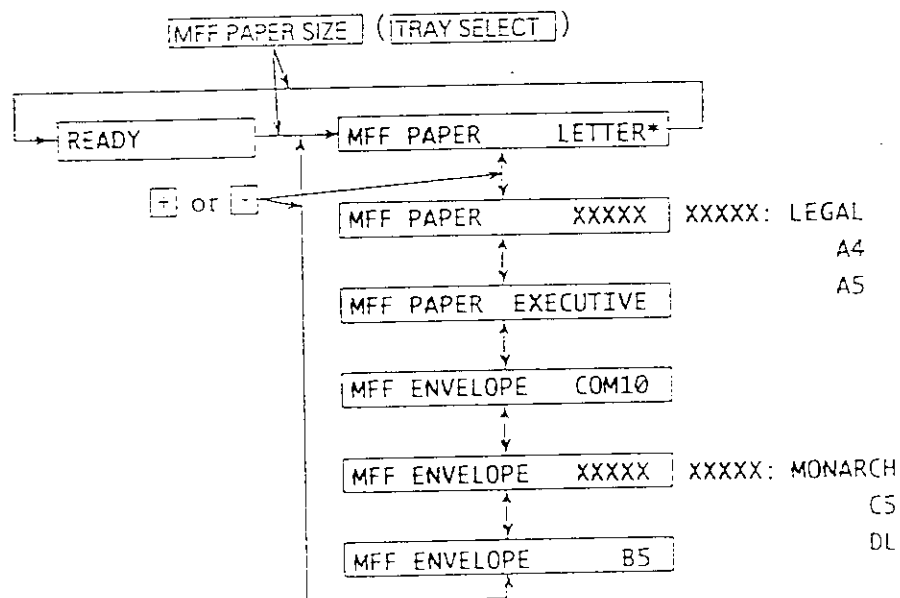 MFF PAPER SIZE (TRAY SELECT)
READY
MFF PAPER LETTER*
+ or -
MFF PAPER XXXXX XXXXX: LEGAL
A4
A5
MFF PAPER EXECUTIVE
MFF ENVELOPE COM10
MFF ENVELOPE XXXXX XXXXX: MONARCH
C5
DL
MFF ENVELOPE B5